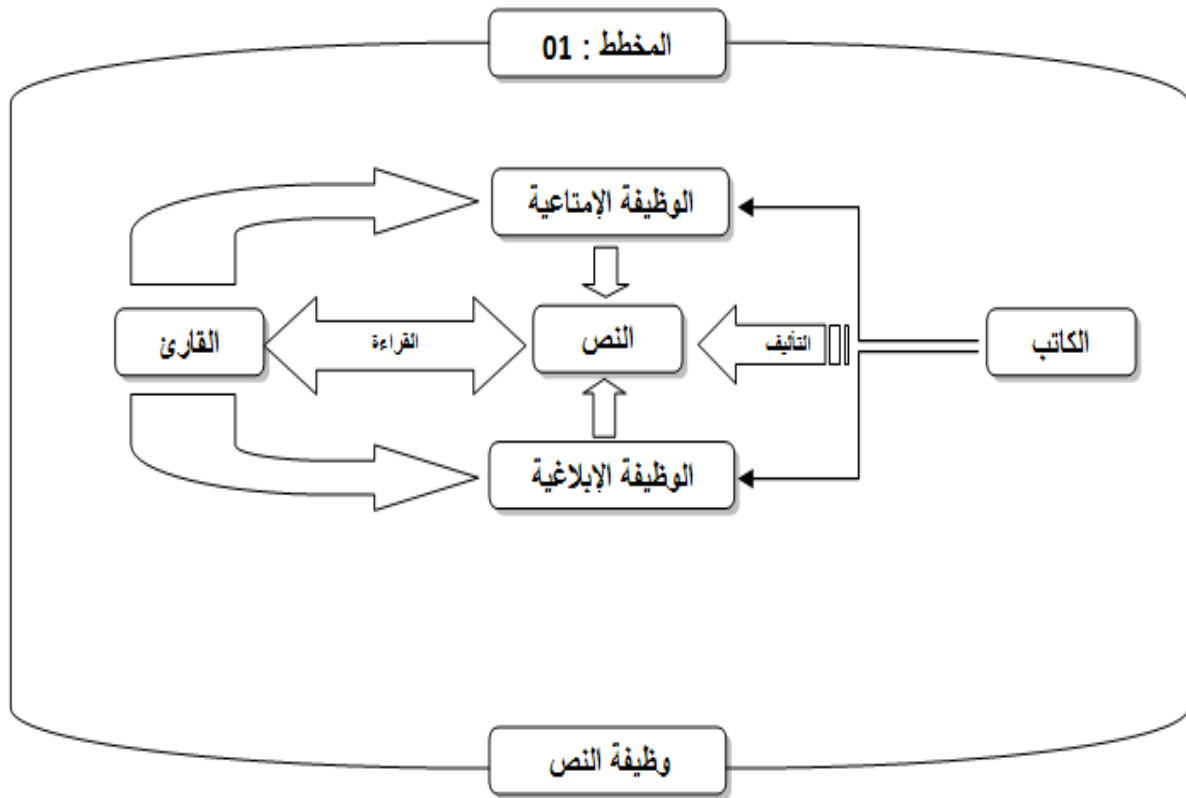 المخطط : 01
الوظيفة الإمتاعية
الكاتب
التأليف
النص
القراءة
القارئ
الوظيفة الإبلاغية
وظيفة النص